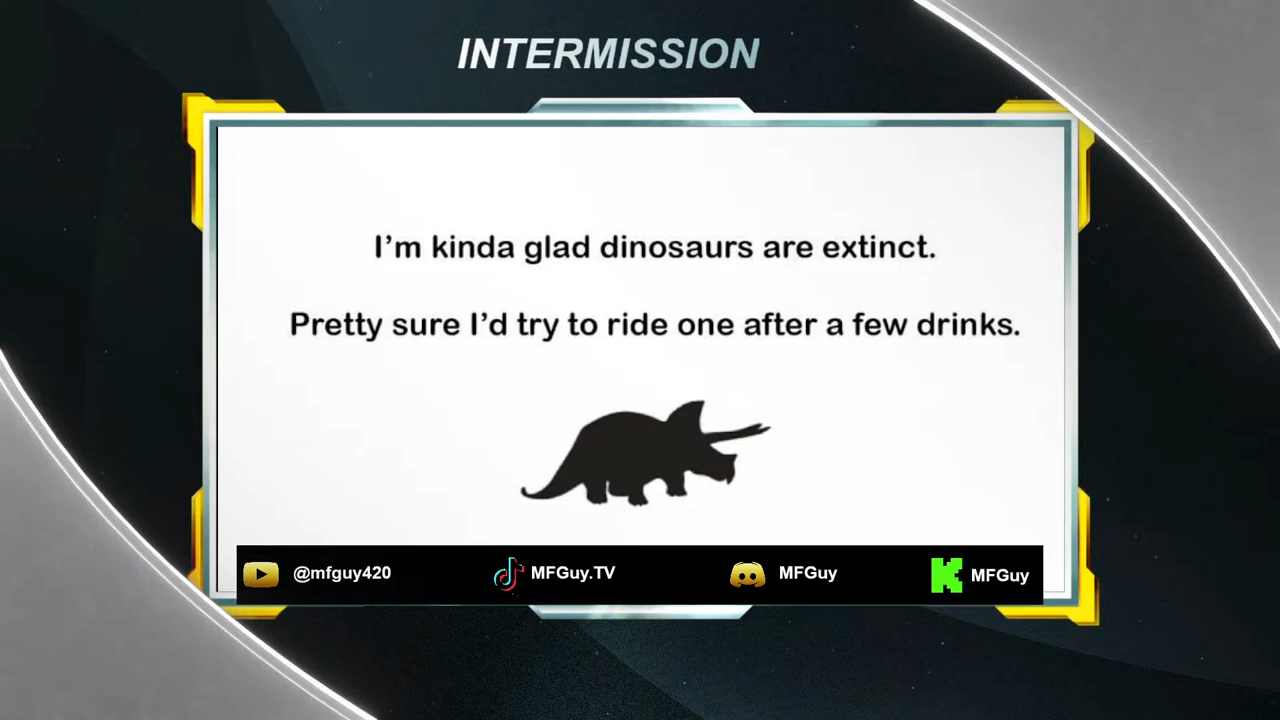 INTERMISSION
I’m kinda glad dinosaurs are extinct.
Pretty sure I’d try to ride one after a few drinks.
@mfguy420 MFGuy.TV MFGuy MFGuy